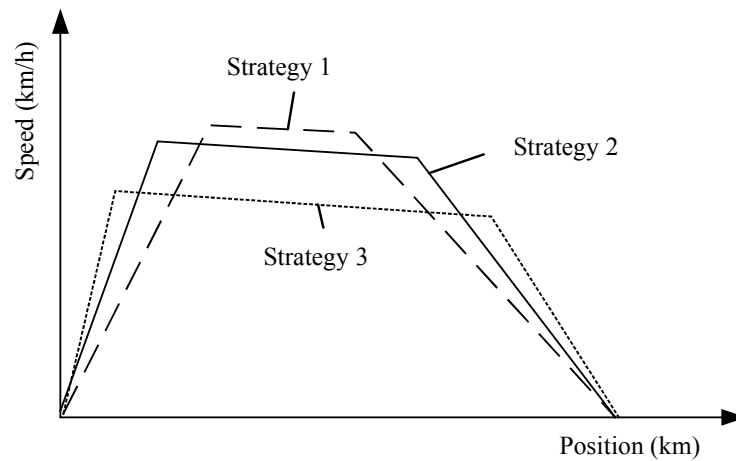 Speed (km/h)
Strategy 1
Strategy 2
Strategy 3
Position (km)